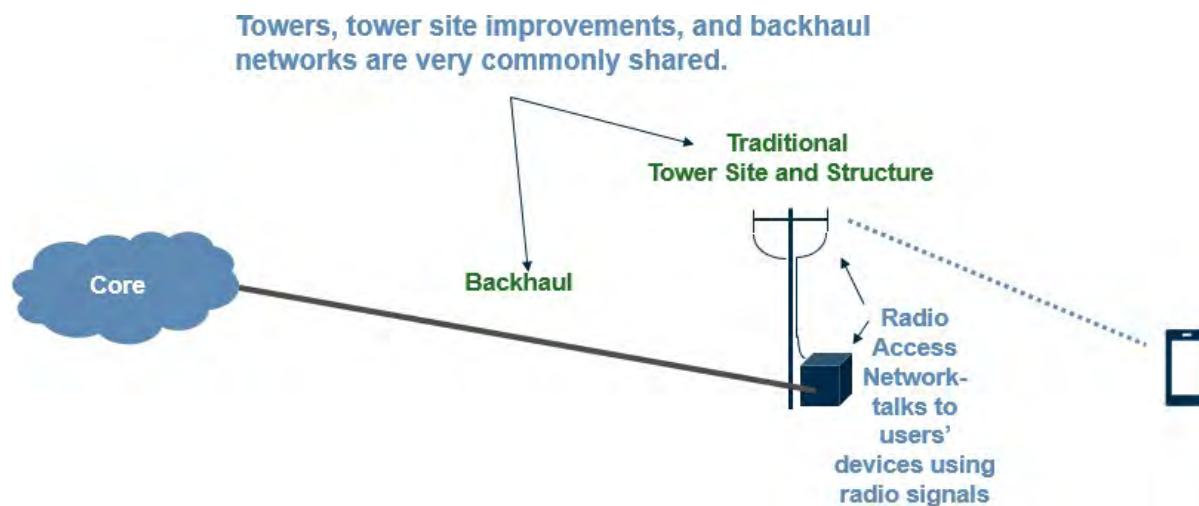 Towers, tower site improvements, and backhaul
networks are very commonly shared.
Traditional
Tower Site and Structure
Core
Backhaul
Radio
Access
Network-
talks to
users’
devices using
radio signals